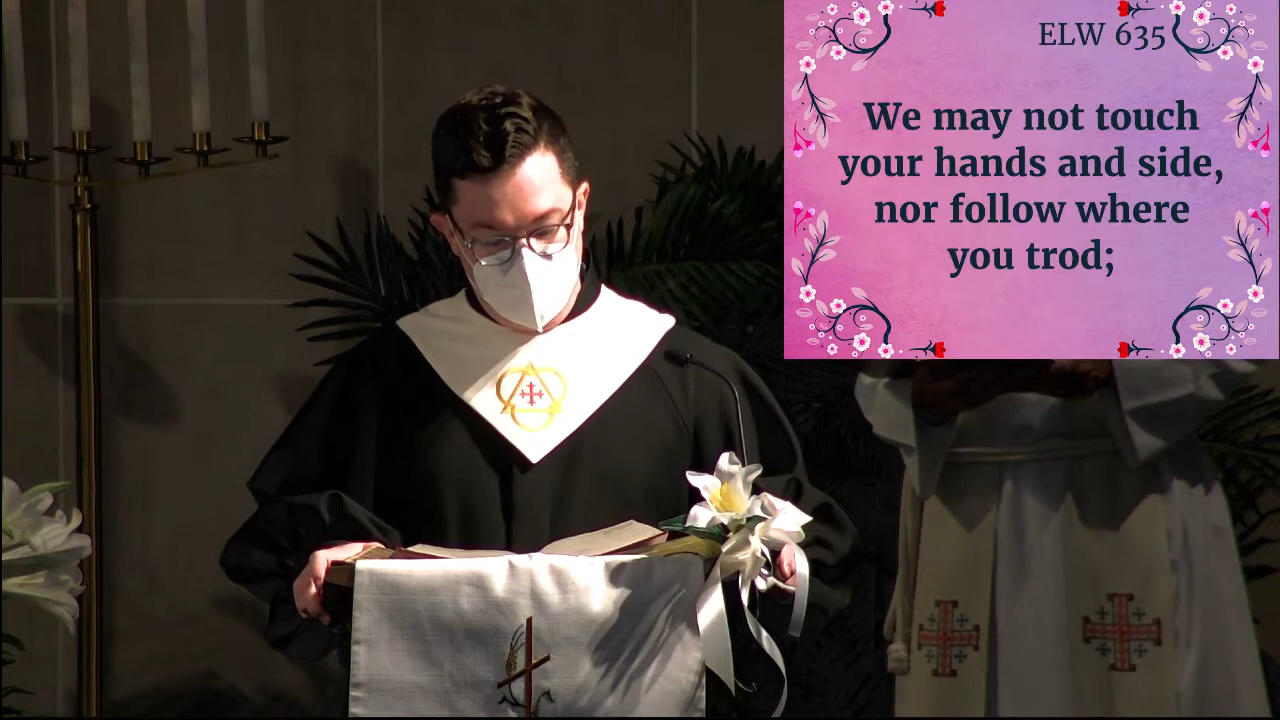 ELW 635
We may not touch
your hands and side,
nor follow where
you trod;